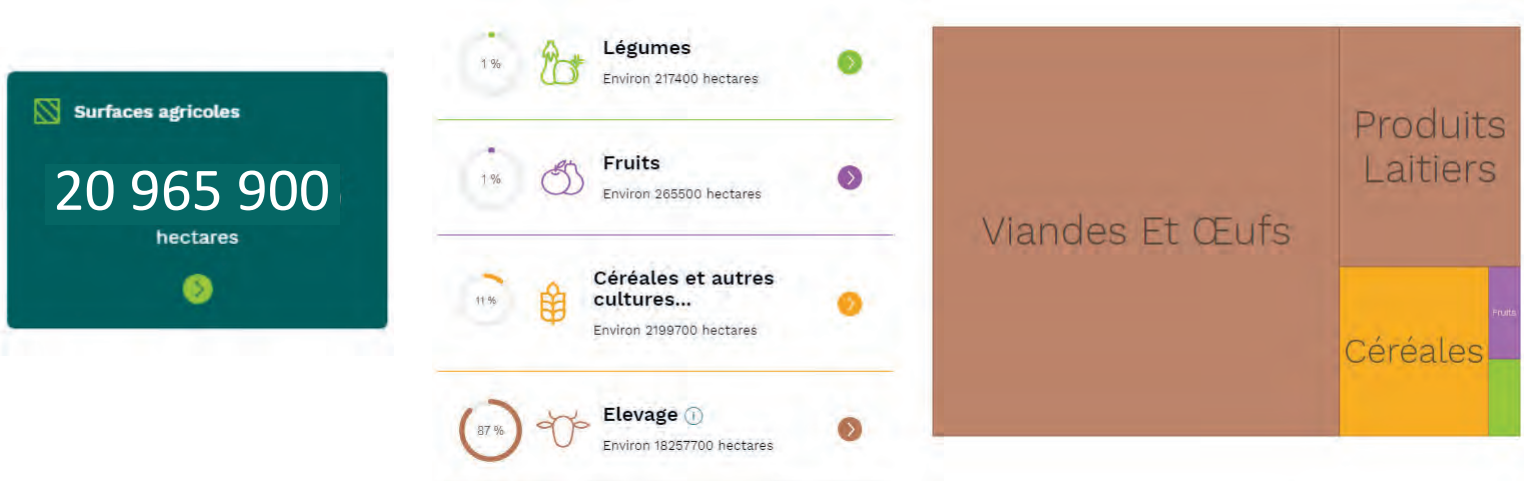 Surfaces agricoles
20 965 900
hectares
1 %
Légumes
Environ 217400 hectares
1 %
Fruits
Environ 265500 hectares
11 %
Céréales et autres
cultures...
Environ 2199700 hectares
87 %
Elevage
Environ 18257700 hectares
Viandes Et Œufs
Produits
Laitiers
Céréales
Fruits